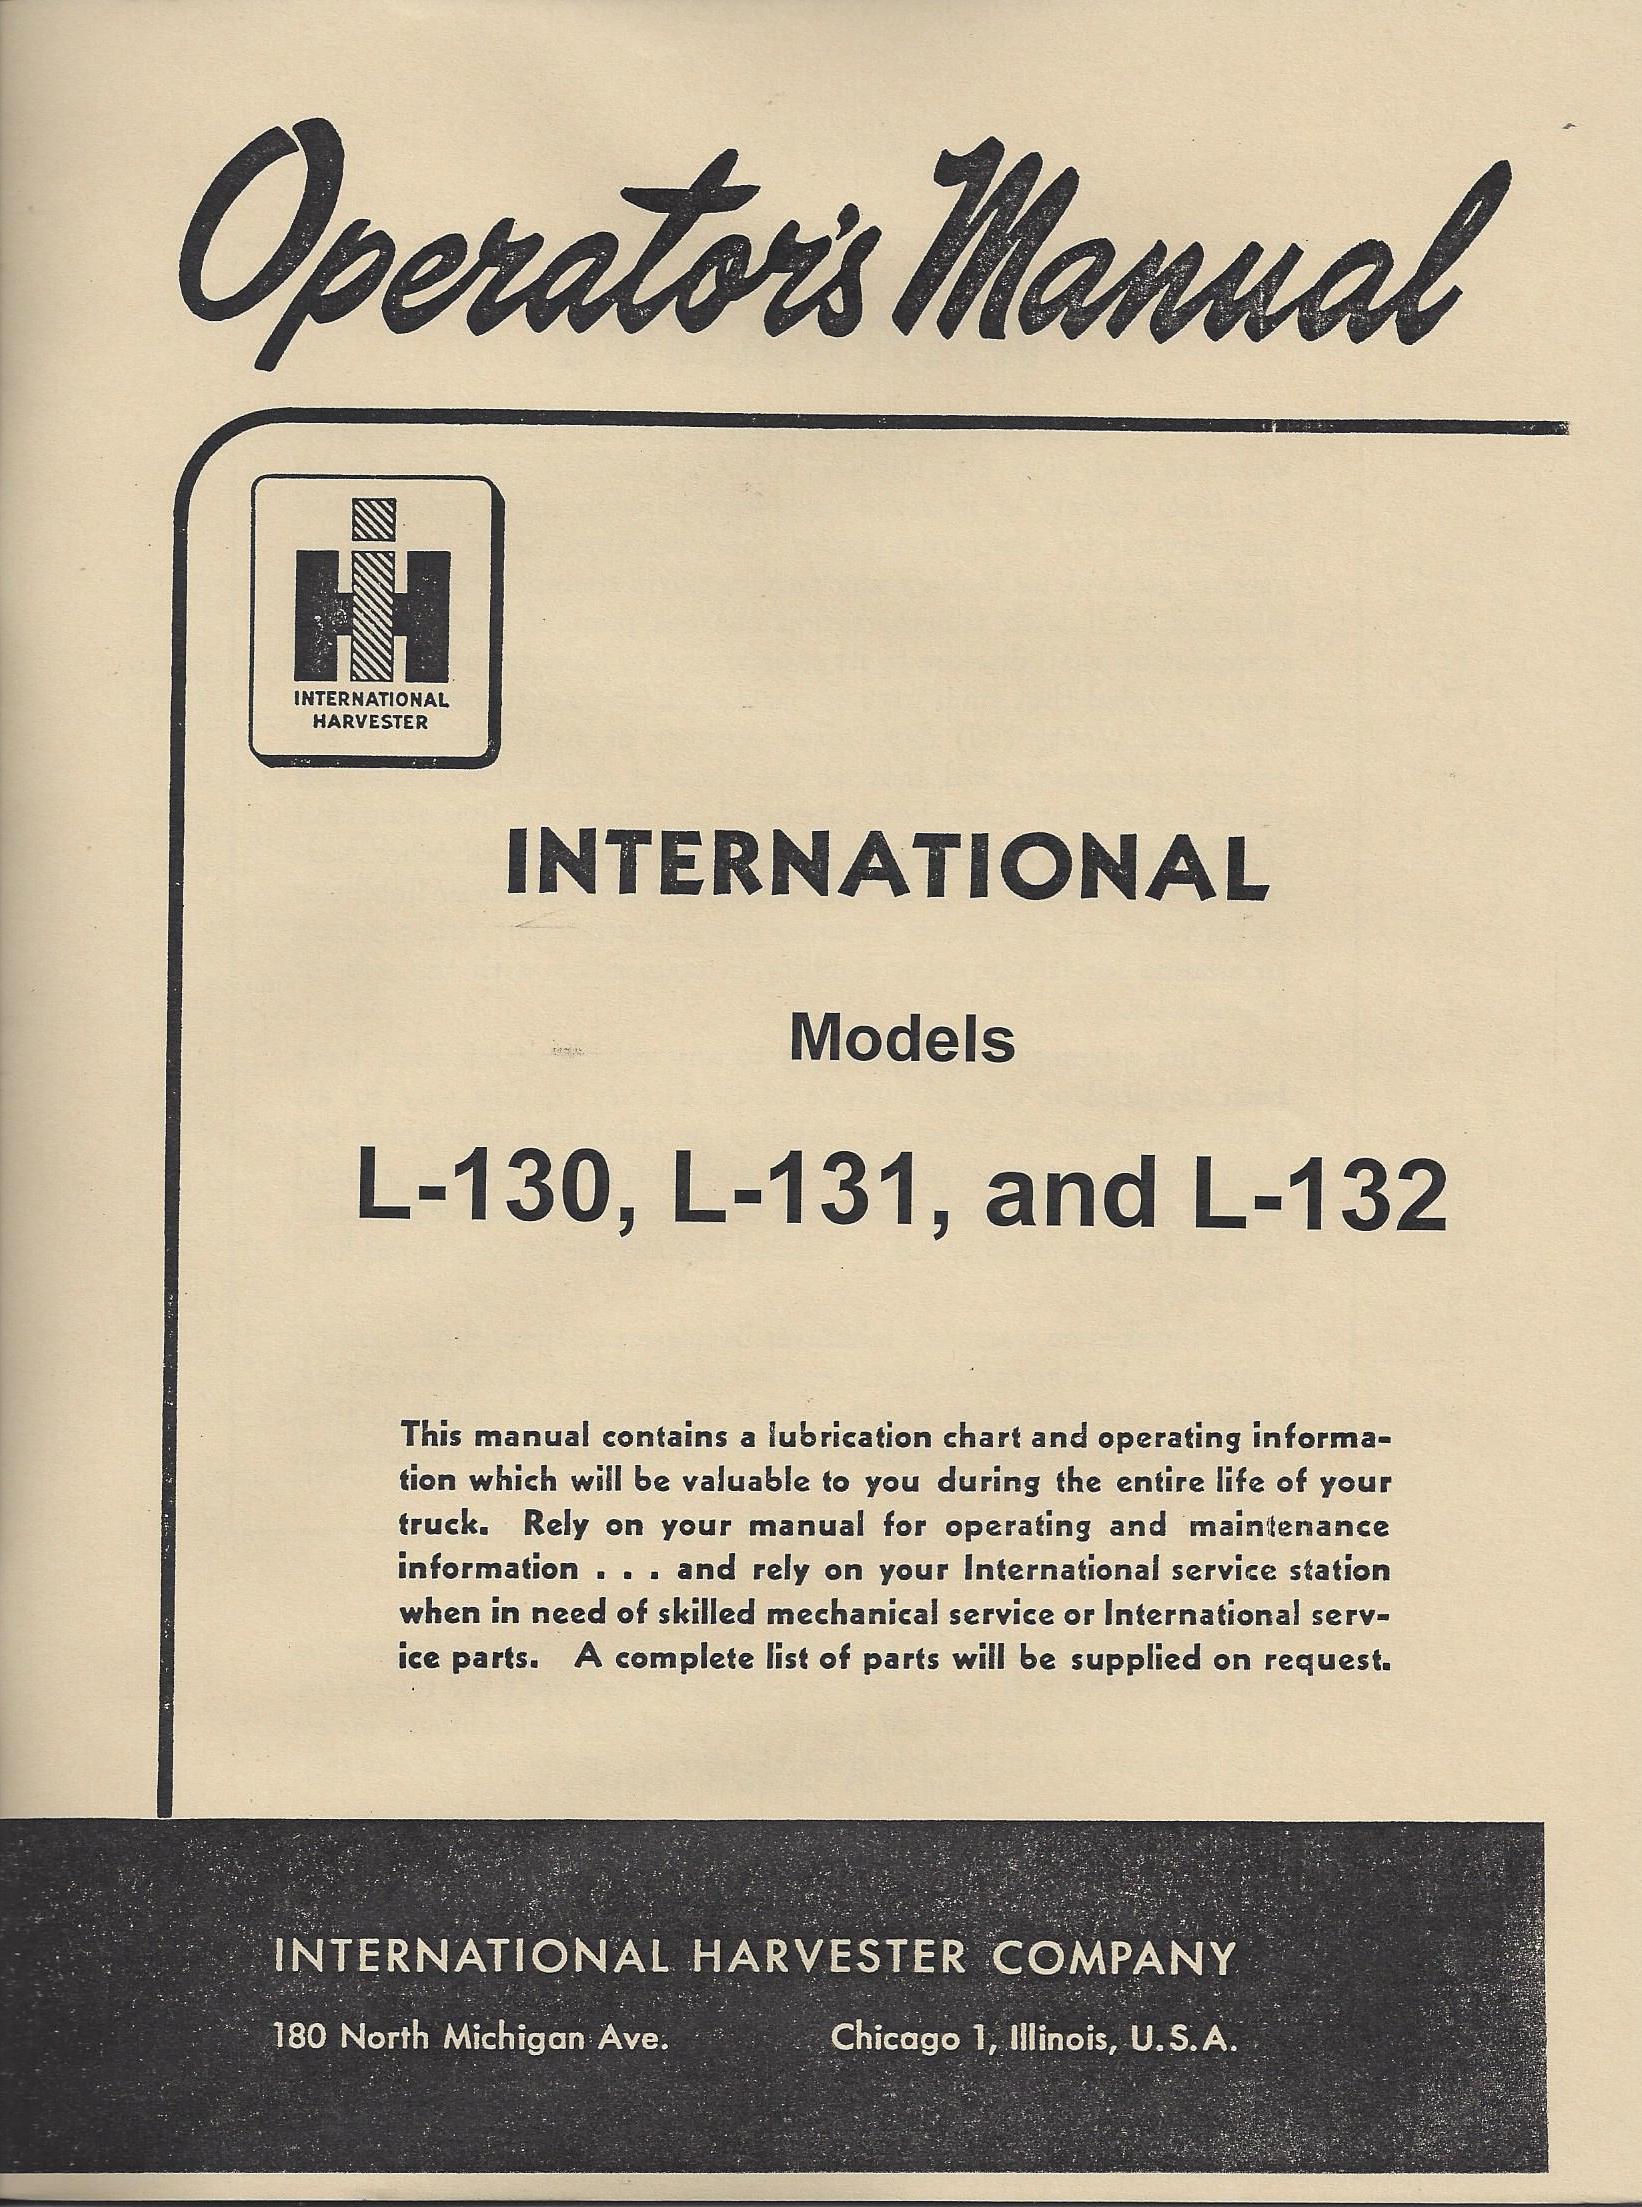 Operator's Manual
IH
INTERNATIONAL
HARVESTER
INTERNATIONAL
Models
L-130, L-131, and L-132
This manual contains a lubrication chart and operating informa-
tion which will be valuable to you during the entire life of your
truck. Rely on your manual for operating and maintenance
information . . . and rely on your International service station
when in need of skilled mechanical service or International serv-
ice parts. A complete list of parts will be supplied on request.
INTERNATIONAL HARVESTER COMPANY
180 North Michigan Ave. Chicago 1, Illinois, U.S.A.